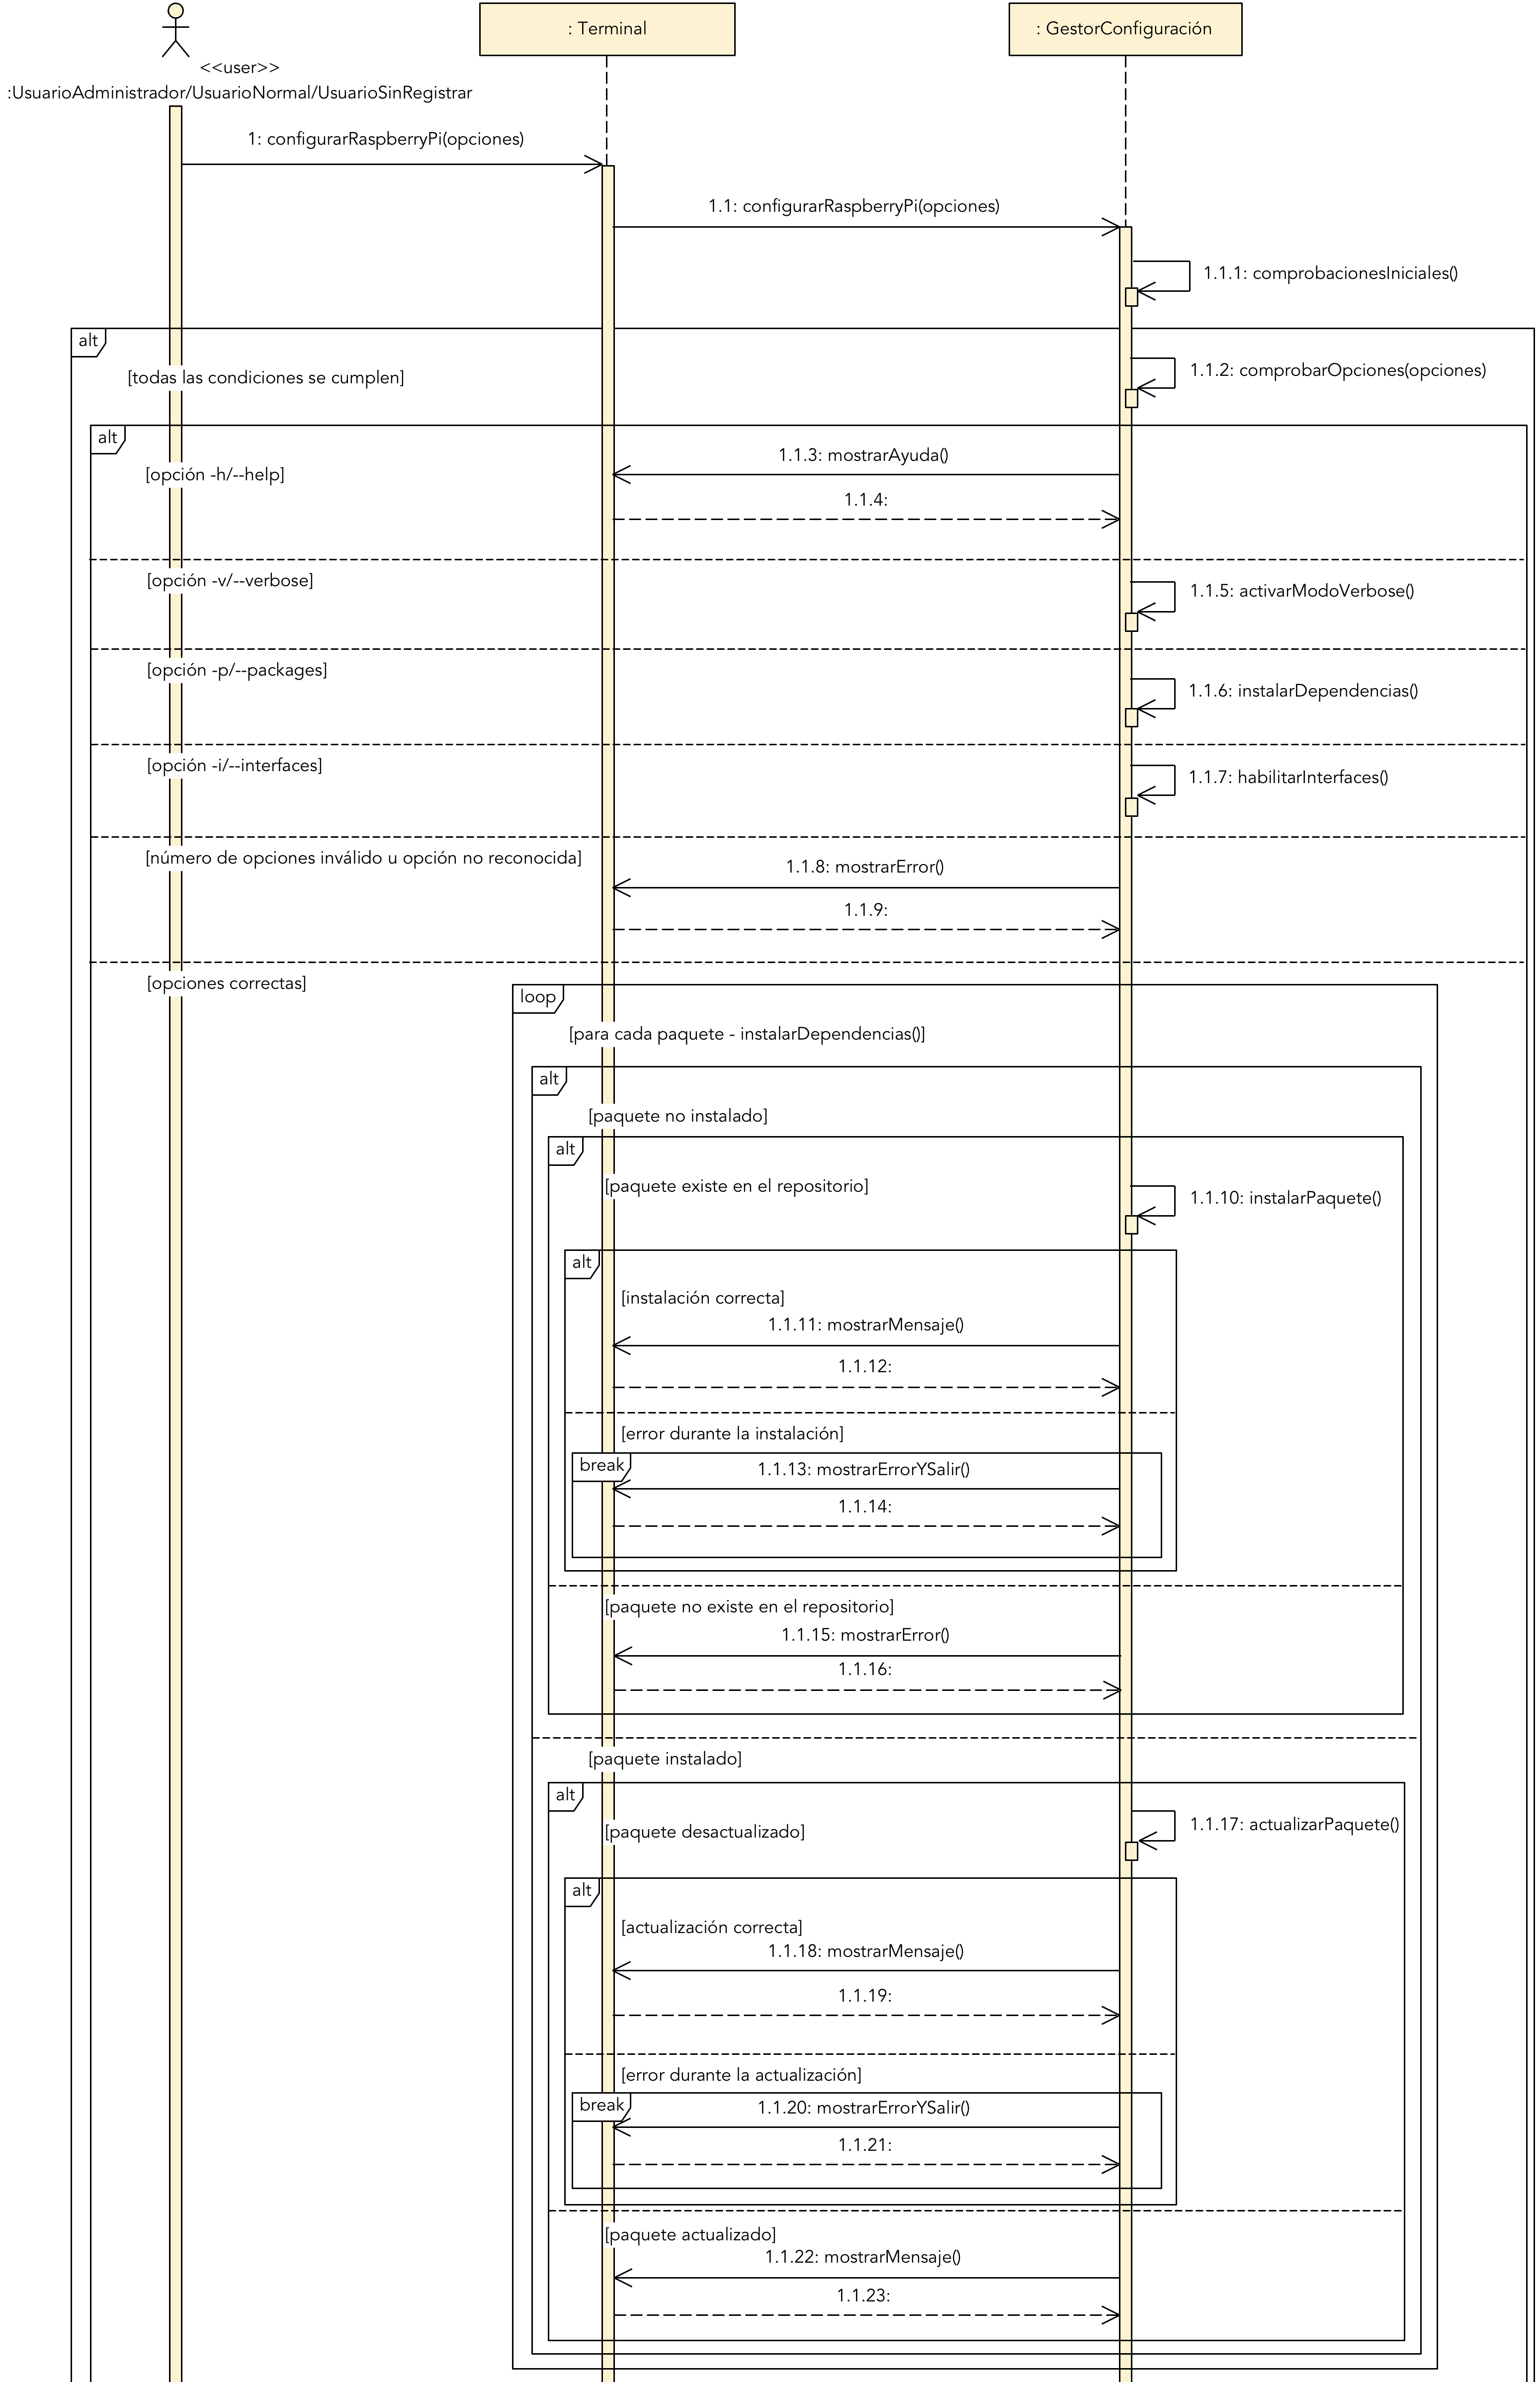 : Terminal
: GestorConfiguración
<<user>>
:UsuarioAdministrador/UsuarioNormal/UsuarioSinRegistrar
1: configurarRaspberryPi(opciones)
1.1: configurarRaspberryPi(opciones)
1.1.1: comprobacionesIniciales()
alt
[todas las condiciones se cumplen]
1.1.2: comprobarOpciones(opciones)
alt
[opción -h/--help]
1.1.3: mostrarAyuda()
1.1.4:
[opción -v/--verbose]
1.1.5: activarModoVerbose()
[opción -p/--packages]
1.1.6: instalarDependencias()
[opción -i/--interfaces]
1.1.7: habilitarInterfaces()
[número de opciones inválido u opción no reconocida]
1.1.8: mostrarError()
1.1.9:
[opciones correctas]
loop
[para cada paquete - instalarDependencias()]
alt
[paquete no instalado]
alt
[paquete existe en el repositorio]
1.1.10: instalarPaquete()
alt
[instalación correcta]
1.1.11: mostrarMensaje()
1.1.12:
[error durante la instalación]
break
1.1.13: mostrarErrorYSalir()
1.1.14:
[paquete no existe en el repositorio]
1.1.15: mostrarError()
1.1.16:
[paquete instalado]
alt
[paquete desactualizado]
1.1.17: actualizarPaquete()
alt
[actualización correcta]
1.1.18: mostrarMensaje()
1.1.19:
[error durante la actualización]
break
1.1.20: mostrarErrorYSalir()
1.1.21:
[paquete actualizado]
1.1.22: mostrarMensaje()
1.1.23: